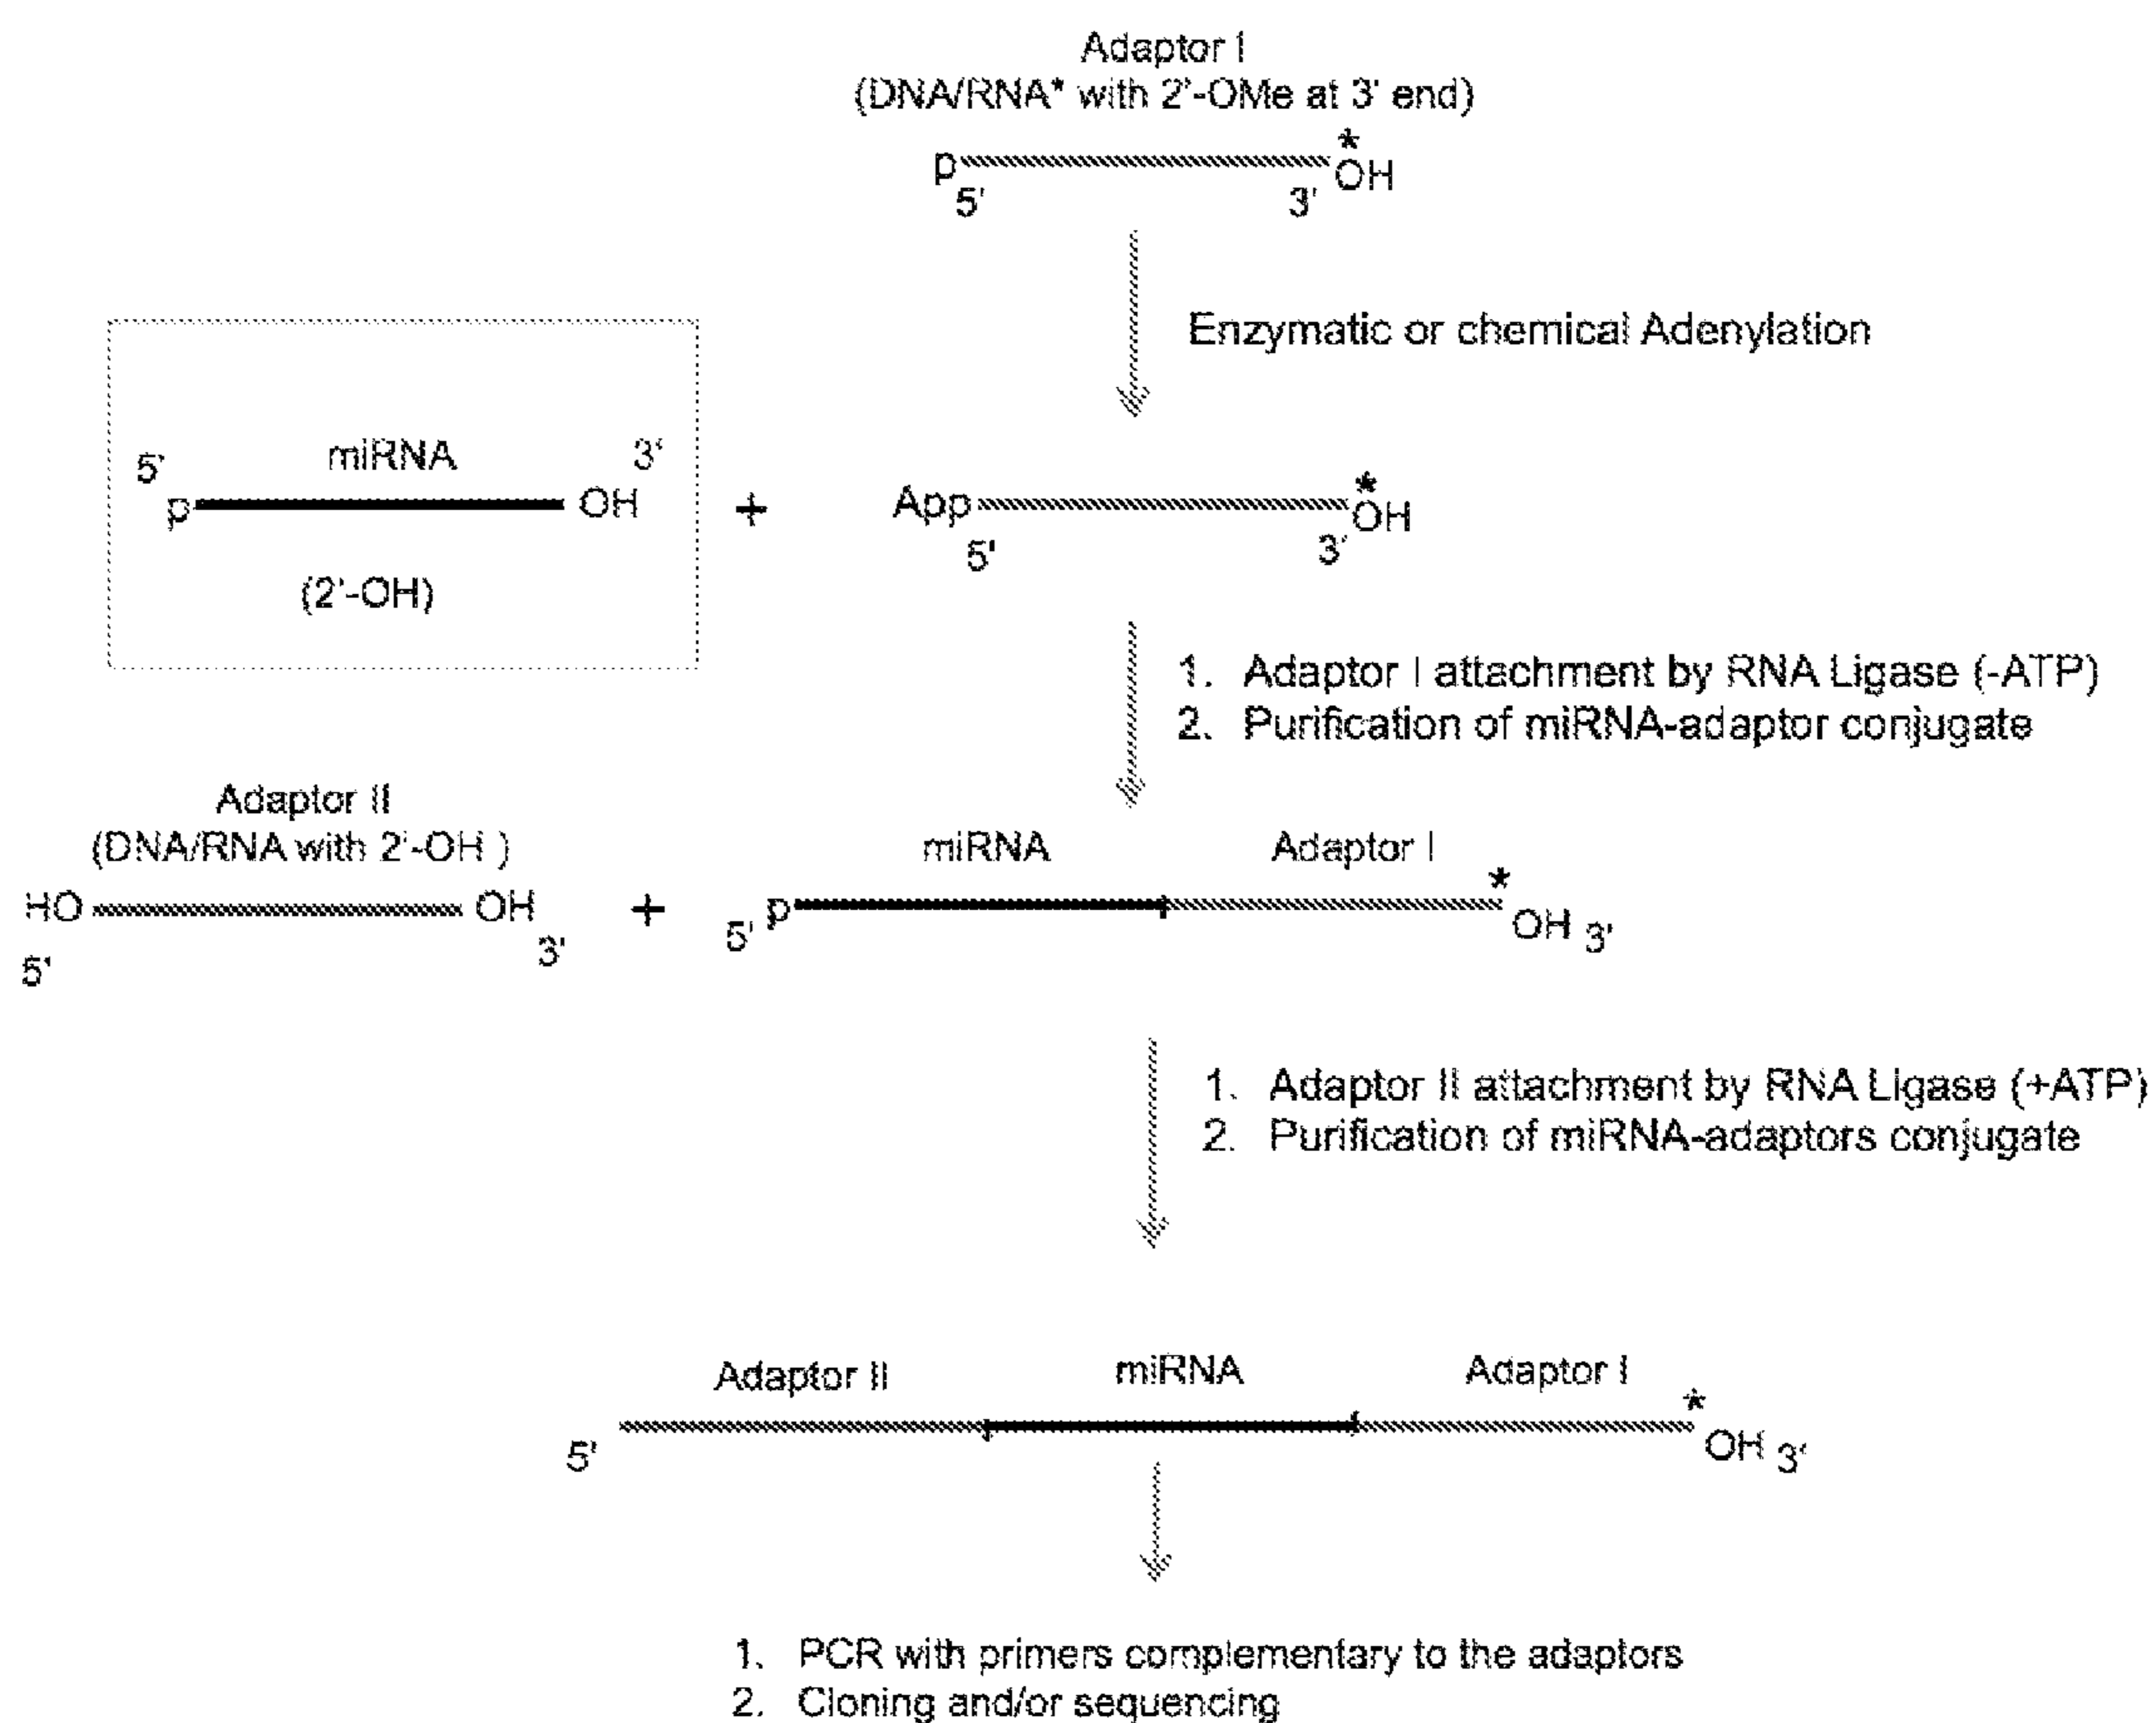 Adaptor I
(DNA/RNA* with 2'-OMe at 3' end)
*
p OH
5' 3'
Enzymatic or chemical Adenylation
5' miRNA 3'
p OH
(2'-OH)
+
*
App OH
5' 3'
1. Adaptor I attachment by RNA Ligase (-ATP)
2. Purification of miRNA-adaptor conjugate
Adaptor II
(DNA/RNA with 2'-OH )
HO OH
5' 3'
+
miRNA Adaptor I
*
5' p OH 3'
1. Adaptor II attachment by RNA Ligase (+ATP)
2. Purification of miRNA-adaptors conjugate
Adaptor II miRNA Adaptor I
*
5' OH 3'
1. PCR with primers complementary to the adaptors
2. Cloning and/or sequencing